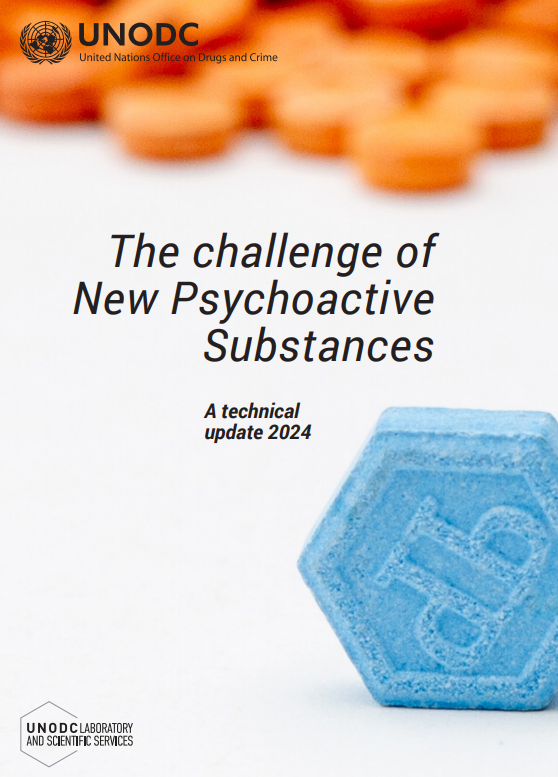 UNODC
United Nations Office on Drugs and Crime
The challenge of
New Psychoactive
Substances
A technical
update 2024
UNODC LABORATORY
AND SCIENTIFIC SERVICES